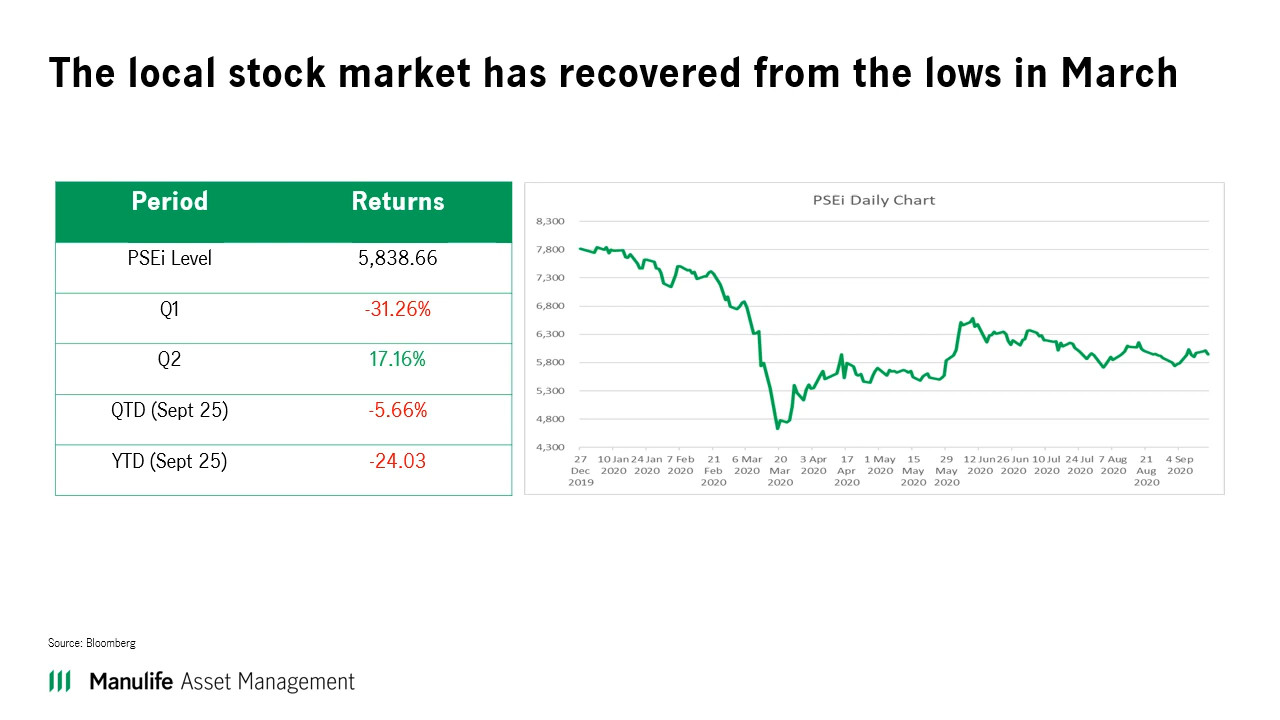 The local stock market has recovered from the lows in March
Period Returns
PSEi Level 5,838.66
Q1 -31.26%
Q2 17.16%
QTD (Sept 25) -5.66%
YTD (Sept 25) -24.03
PSEi Daily Chart
8,300
7,800
7,300
6,800
6,300
5,800
5,300
4,800
4,300
27 Dec 2019
10 Jan 2020
24 Jan 2020
7 Feb 2020
21 Feb 2020
6 Mar 2020
20 Mar 2020
3 Apr 2020
17 Apr 2020
1 May 2020
15 May 2020
29 May 2020
12 Jun 2020
26 Jun 2020
10 Jul 2020
24 Jul 2020
7 Aug 2020
21 Aug 2020
4 Sep 2020
Source: Bloomberg
Manulife Asset Management